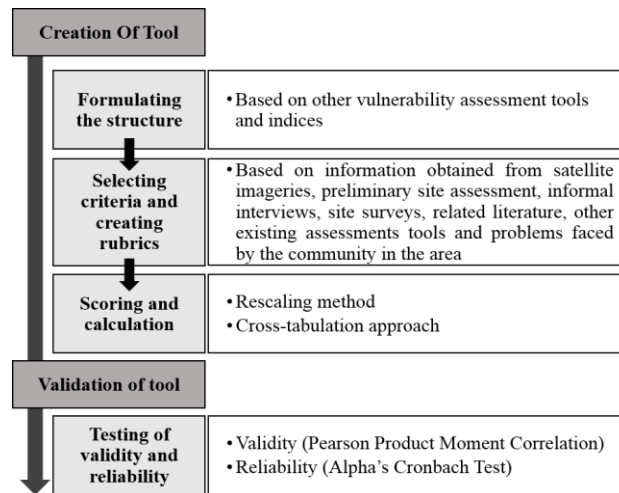 Creation Of Tool
Formulating
the structure
•Based on other vulnerability assessment tools
and indices
Selecting
criteria and
creating
rubrics
•Based on information obtained from satellite
imageries, preliminary site assessment, informal
interviews, site surveys, related literature, other
existing assessments tools and problems faced
by the community in the area
Scoring and
calculation
•Rescaling method
•Cross-tabulation approach
Validation of tool
Testing of
validity and
reliability
•Validity (Pearson Product Moment Correlation)
•Reliability (Alpha's Cronbach Test)